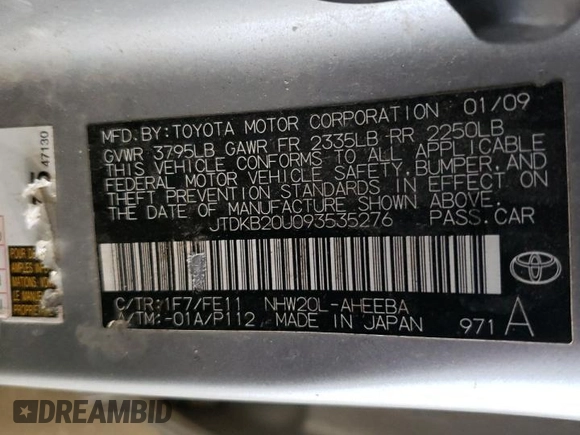 MFD.BY:TOYOTA MOTOR CORPORATION 01/09
GVWR 3795LB GAWR FR 2335LB RR 2250LB
THIS VEHICLE CONFORMS TO ALL APPLICABLE
FEDERAL MOTOR VEHICLE SAFETY,BUMPER,AND
THEFT PREVENTION STANDARDS IN EFFECT ON
THE DATE OF MANUFACTURE SHOWN ABOVE.
JTDKB20U093535276 PASS.CAR
C/TR:1F7/FE11 NHW20L-AHEEBA
A/TM:-01A/P112 MADE IN JAPAN 971 A
TOYOTA
47130
DREAMBID